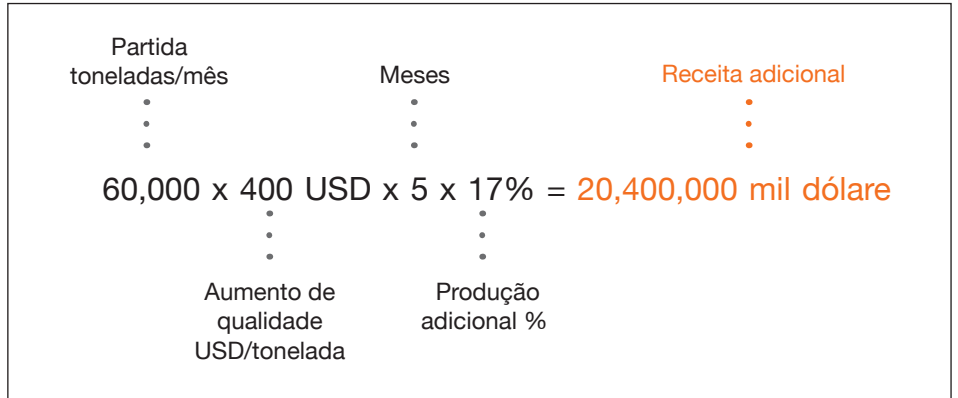 Partida
toneladas/mês
Meses
Receita adicional
60,000 x 400 USD x 5 x 17% = 20,400,000 mil dólare
Aumento de
qualidade
USD/tonelada
Produção
adicional %